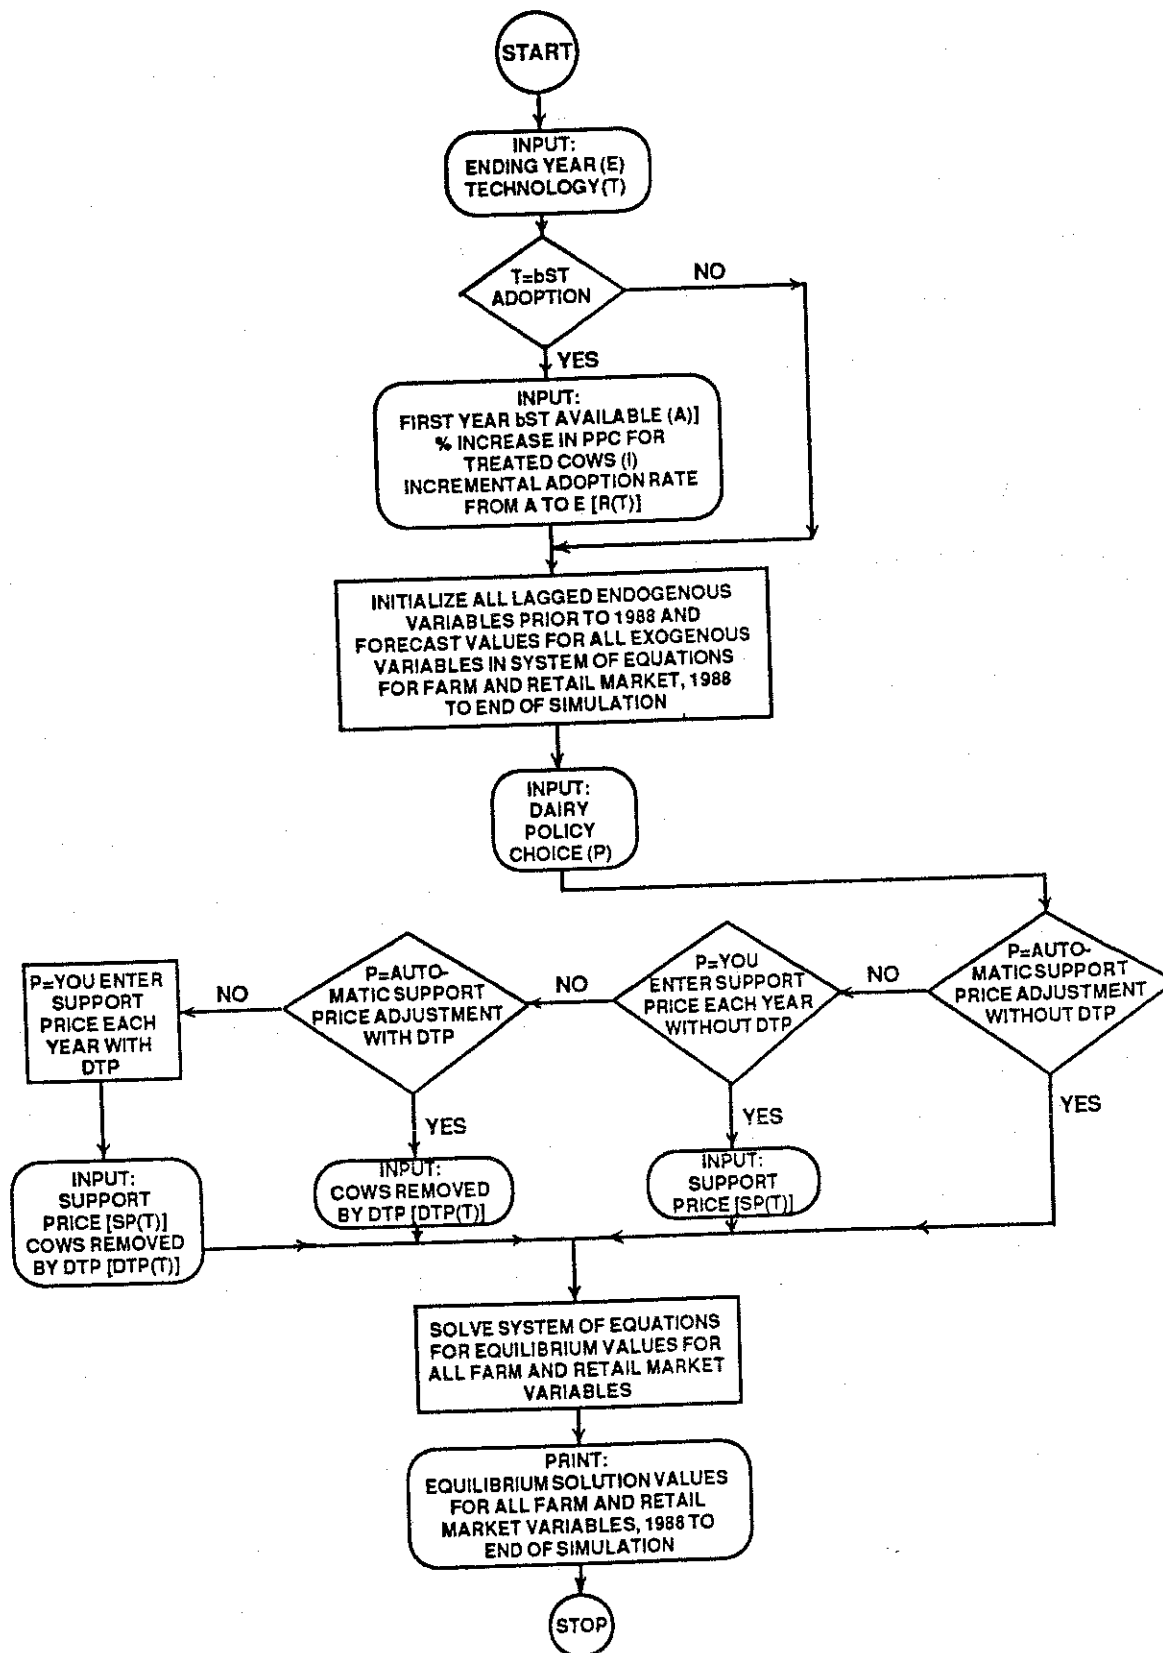 START
INPUT:
ENDING YEAR (E)
TECHNOLOGY (T)
T=bST
ADOPTION
NO
YES
INPUT:
FIRST YEAR bST AVAILABLE (A)]
% INCREASE IN PPC FOR
TREATED COWS (I)
INCREMENTAL ADOPTION RATE
FROM A TO E [R(T)]
INITIALIZE ALL LAGGED ENDOGENOUS
VARIABLES PRIOR TO 1988 AND
FORECAST VALUES FOR ALL EXOGENOUS
VARIABLES IN SYSTEM OF EQUATIONS
FOR FARM AND RETAIL MARKET, 1988
TO END OF SIMULATION
INPUT:
DAIRY
POLICY
CHOICE (P)
P=YOU ENTER
SUPPORT
PRICE EACH
YEAR WITH
DTP
NO
P=AUTO-
MATIC SUPPORT
PRICE ADJUSTMENT
WITH DTP
NO
P=YOU
ENTER SUPPORT
PRICE EACH YEAR
WITHOUT DTP
NO
P=AUTO-
MATIC SUPPORT
PRICE ADJUSTMENT
WITHOUT DTP
YES
YES
YES
INPUT:
SUPPORT
PRICE [SP(T)]
COWS REMOVED
BY DTP [DTP(T)]
INPUT:
COWS REMOVED
BY DTP [DTP(T)]
INPUT:
SUPPORT
PRICE [SP(T)]
SOLVE SYSTEM OF EQUATIONS
FOR EQUILIBRIUM VALUES FOR
ALL FARM AND RETAIL MARKET
VARIABLES
PRINT:
EQUILIBRIUM SOLUTION VALUES
FOR ALL FARM AND RETAIL
MARKET VARIABLES, 1988 TO
END OF SIMULATION
STOP